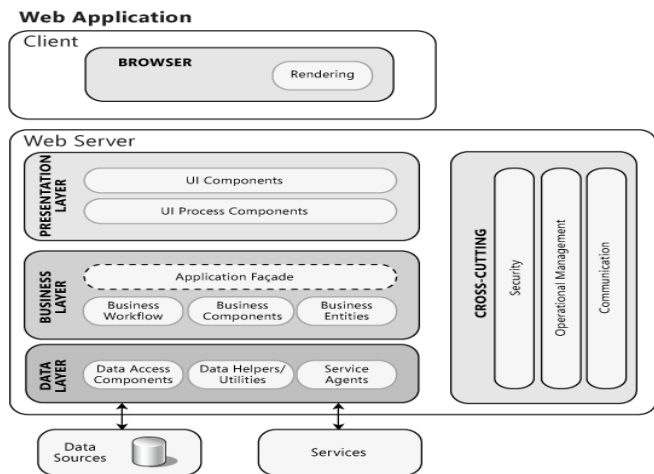 Web Application
Client
BROWSER
Rendering
Web Server
PRESENTATION
LAYER
UI Components
UI Process Components
BUSINESS
LAYER
Application Façade
Business
Workflow
Business
Components
Business
Entities
DATA
LAYER
Data Access
Components
Data Helpers/
Utilities
Service
Agents
CROSS-CUTTING
Security
Operational Management
Communication
Data
Sources
Services